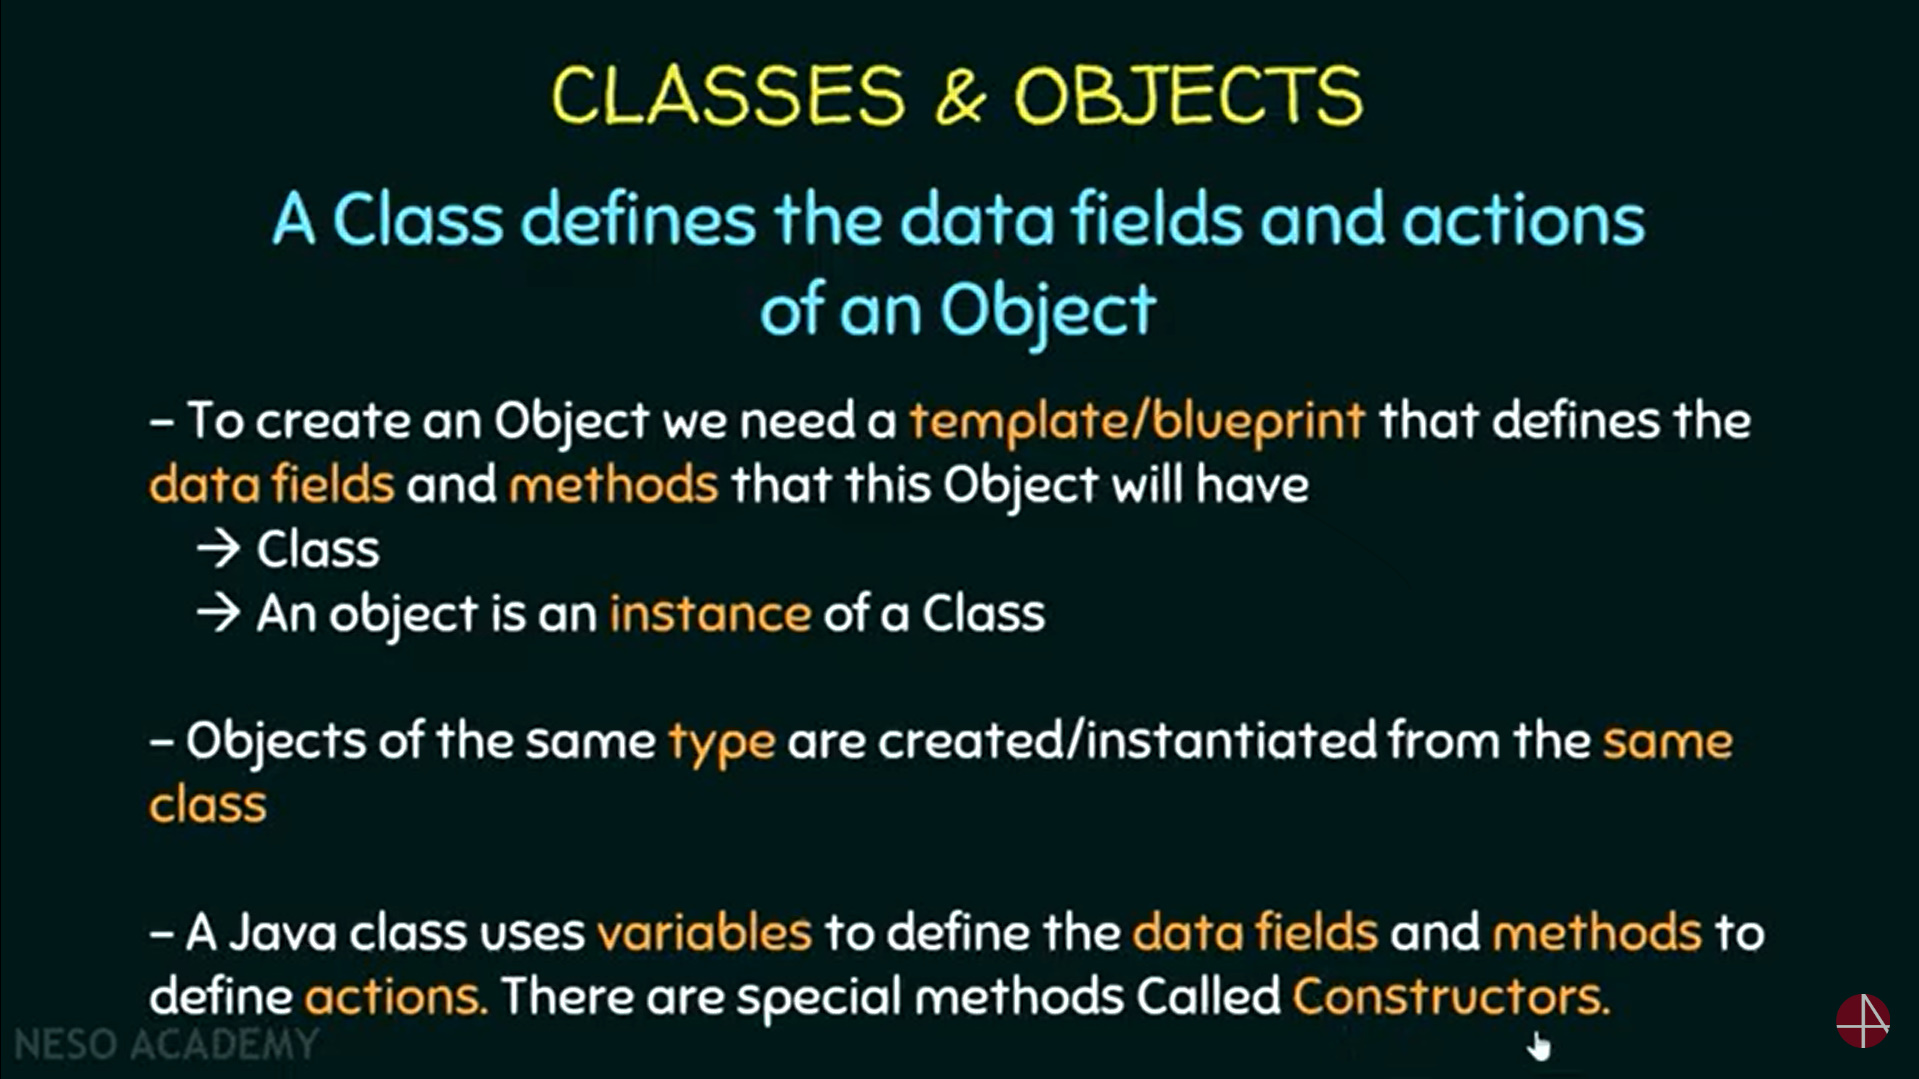 CLASSES & OBJECTS
A Class defines the data fields and actions
of an Object
– To create an Object we need a template/blueprint that defines the
data fields and methods that this Object will have
→ Class
→ An object is an instance of a Class
– Objects of the same type are created/instantiated from the same
class
– A Java class uses variables to define the data fields and methods to
define actions. There are special methods Called Constructors.
NESO ACADEMY